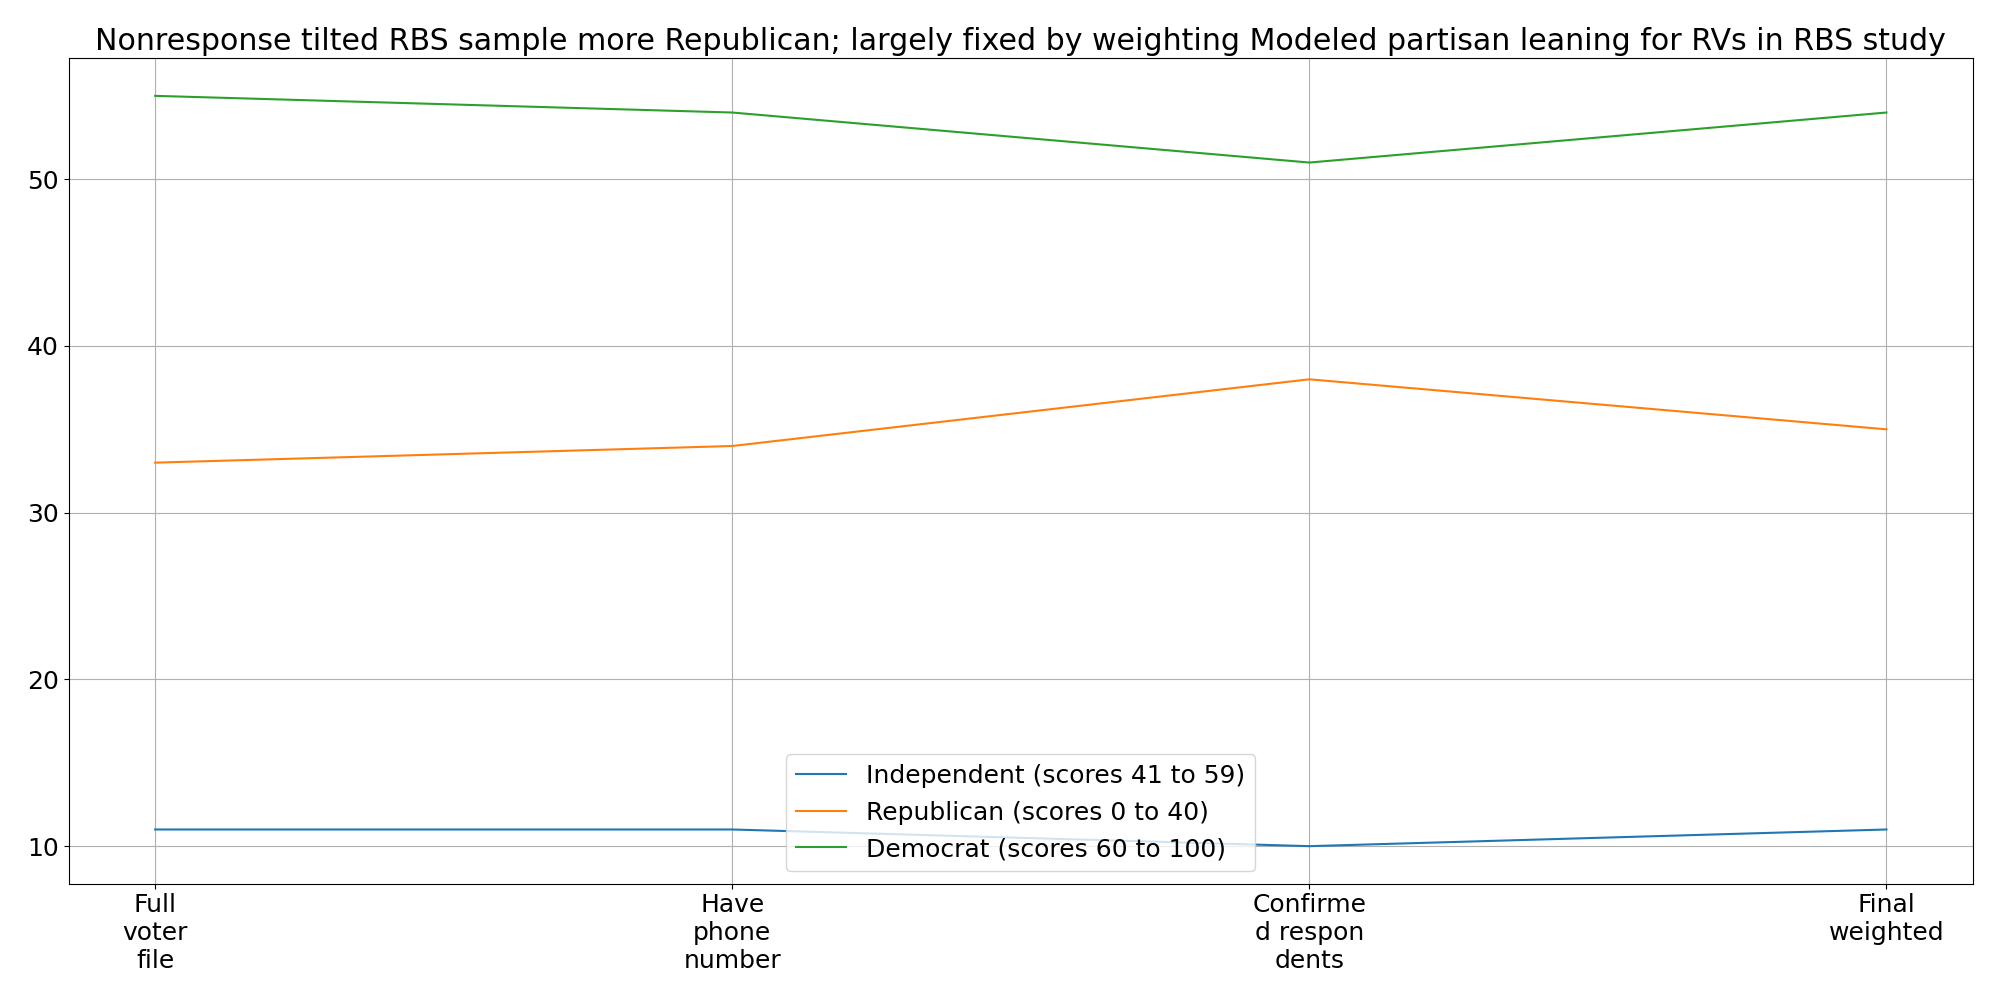 Nonresponse tilted RBS sample more Republican; largely fixed by weighting Modeled partisan leaning for RVs in RBS study
50
40
30
20
10
Independent (scores 41 to 59)
Republican (scores 0 to 40)
Democrat (scores 60 to 100)
Full
voter
file
Have
phone
number
Confirme
d respon
dents
Final
weighted